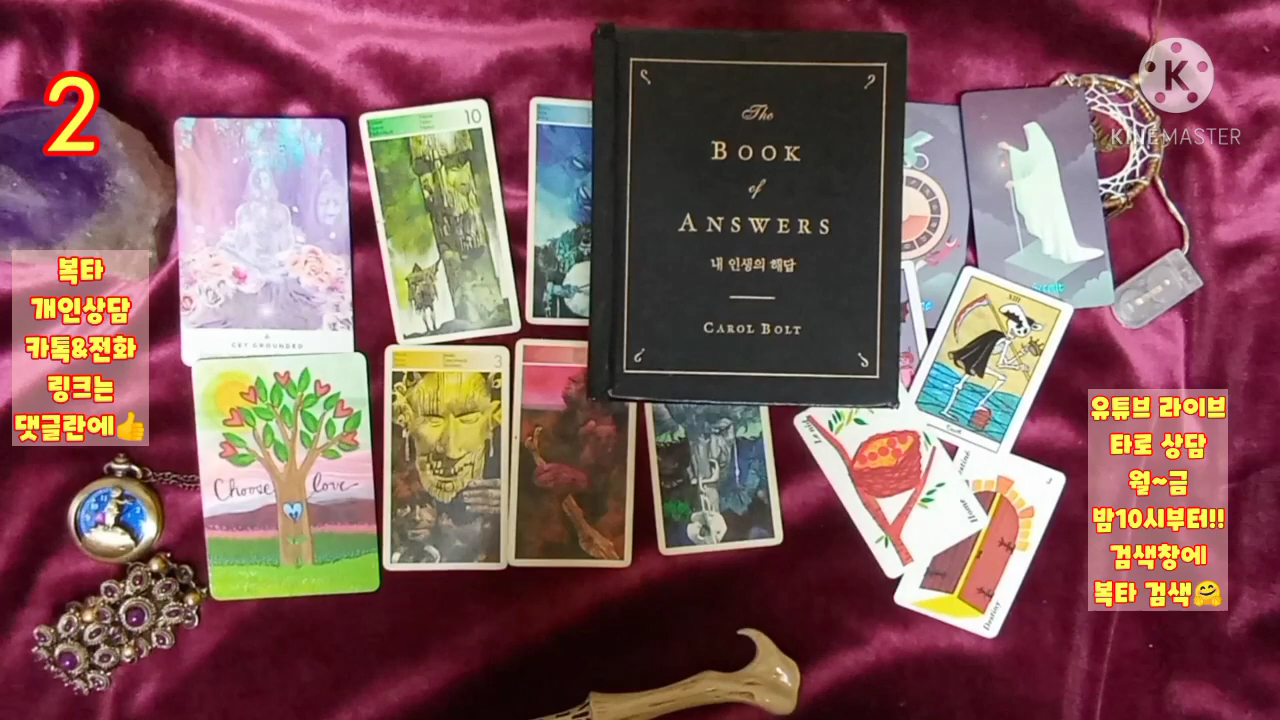 2
복타
개인상담
카톡&전화
링크는
댓글란에👍
GET GROUNDED
Choose love
10
3
The
BOOK
of
ANSWERS
내 인생의 해답
CAROL BOLT
KINEMASTER
XIII
Home
Destiny
유튜브 라이브
타로 상담
월~금
밤10시부터!!
검색창에
복타 검색🤗